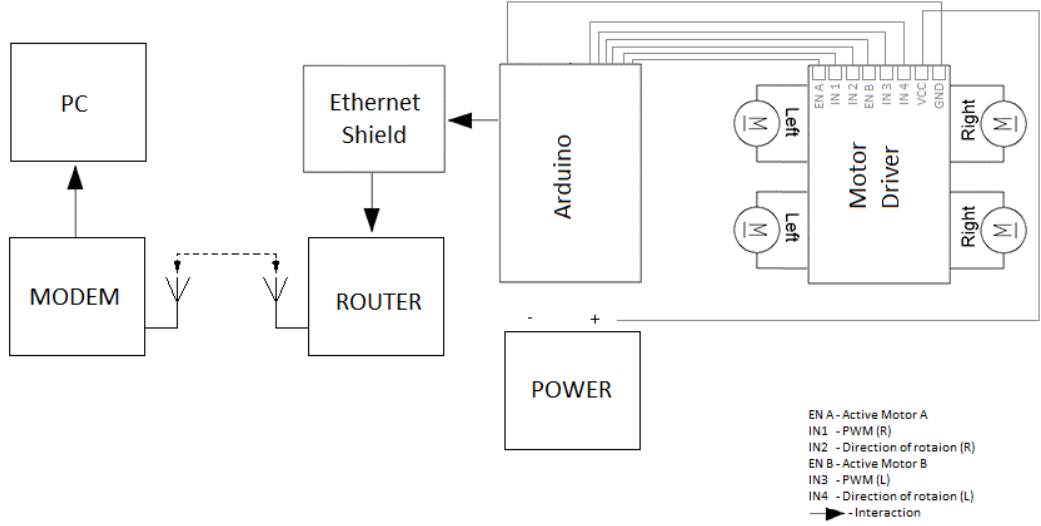 PC
Ethernet
Shield
Arduino
EN A
IN 1
IN 2
EN B
IN 3
IN 4
VCC
GND
Motor
Driver
M
Left
M
Left
Right
M
Right
M
MODEM
ROUTER
- +
POWER
EN A - Active Motor A
IN1 - PWM (R)
IN2 - Direction of rotaion (R)
EN B - Active Motor B
IN3 - PWM (L)
IN4 - Direction of rotaion (L)
- Interaction